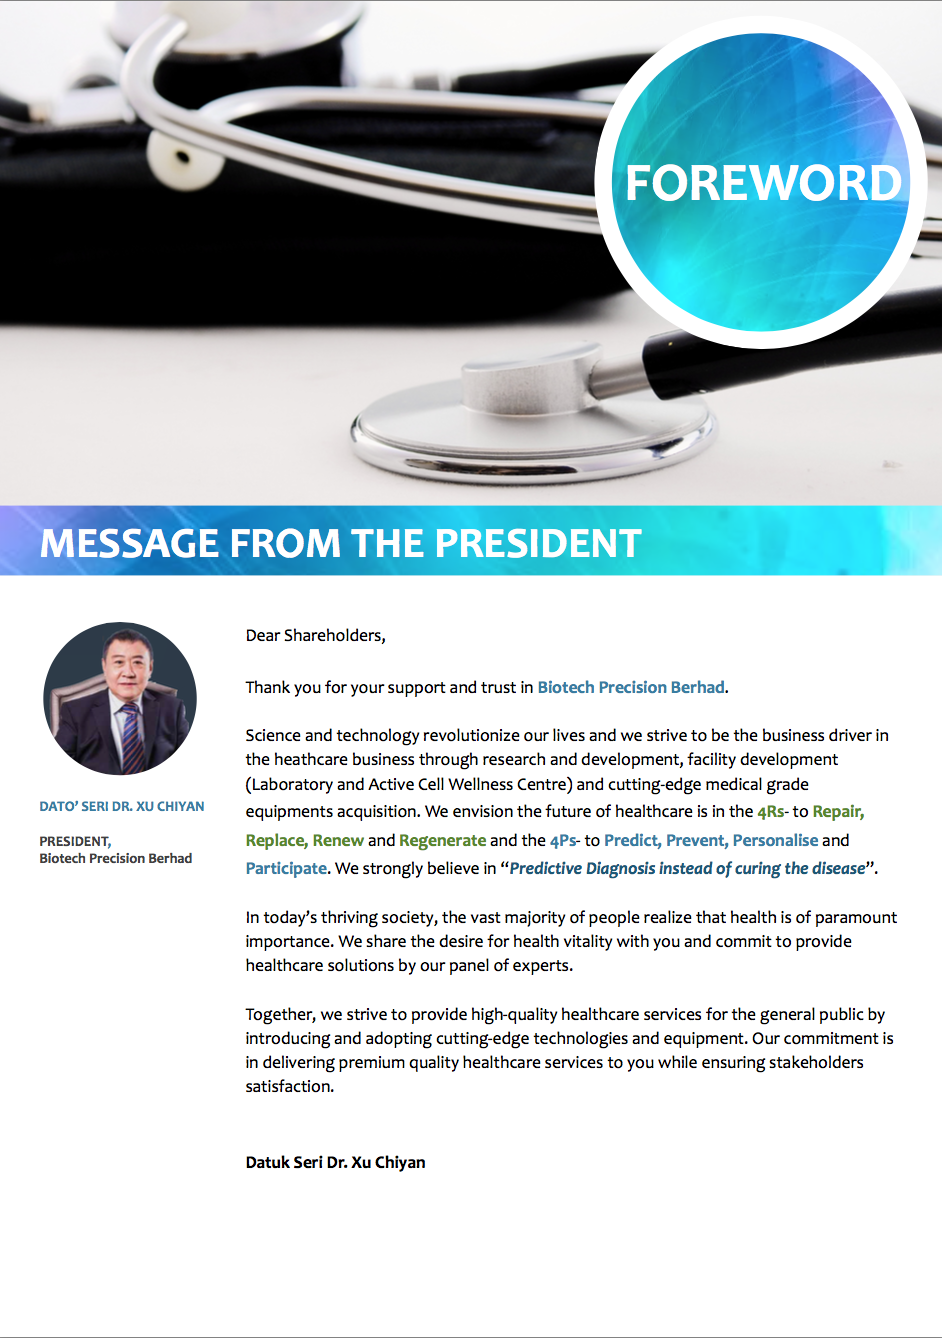 FOREWORD
MESSAGE FROM THE PRESIDENT
DATO’ SERI DR. XU CHIYAN
PRESIDENT,
Biotech Precision Berhad
Dear Shareholders,
Thank you for your support and trust in Biotech Precision Berhad.
Science and technology revolutionize our lives and we strive to be the business driver in
the heathcare business through research and development, facility development
(Laboratory and Active Cell Wellness Centre) and cutting-edge medical grade
equipments acquisition. We envision the future of healthcare is in the 4Rs- to Repair,
Replace, Renew and Regenerate and the 4Ps- to Predict, Prevent, Personalise and
Participate. We strongly believe in “Predictive Diagnosis instead of curing the disease”.
In today’s thriving society, the vast majority of people realize that health is of paramount
importance. We share the desire for health vitality with you and commit to provide
healthcare solutions by our panel of experts.
Together, we strive to provide high-quality healthcare services for the general public by
introducing and adopting cutting-edge technologies and equipment. Our commitment is
in delivering premium quality healthcare services to you while ensuring stakeholders
satisfaction.
Datuk Seri Dr. Xu Chiyan